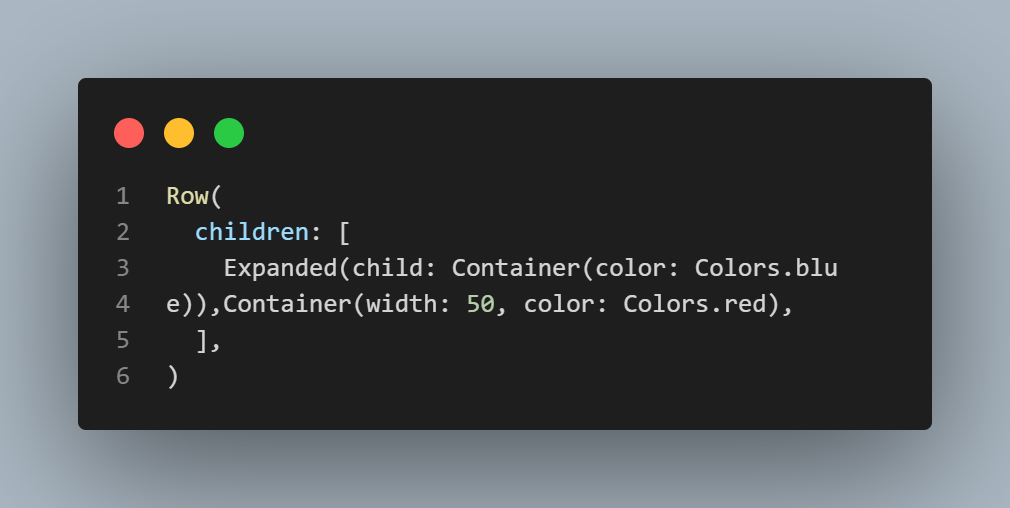 1 Row(
2   children: [
3     Expanded(child: Container(color: Colors.blu
4 e)),Container(width: 50, color: Colors.red),
5   ],
6 )